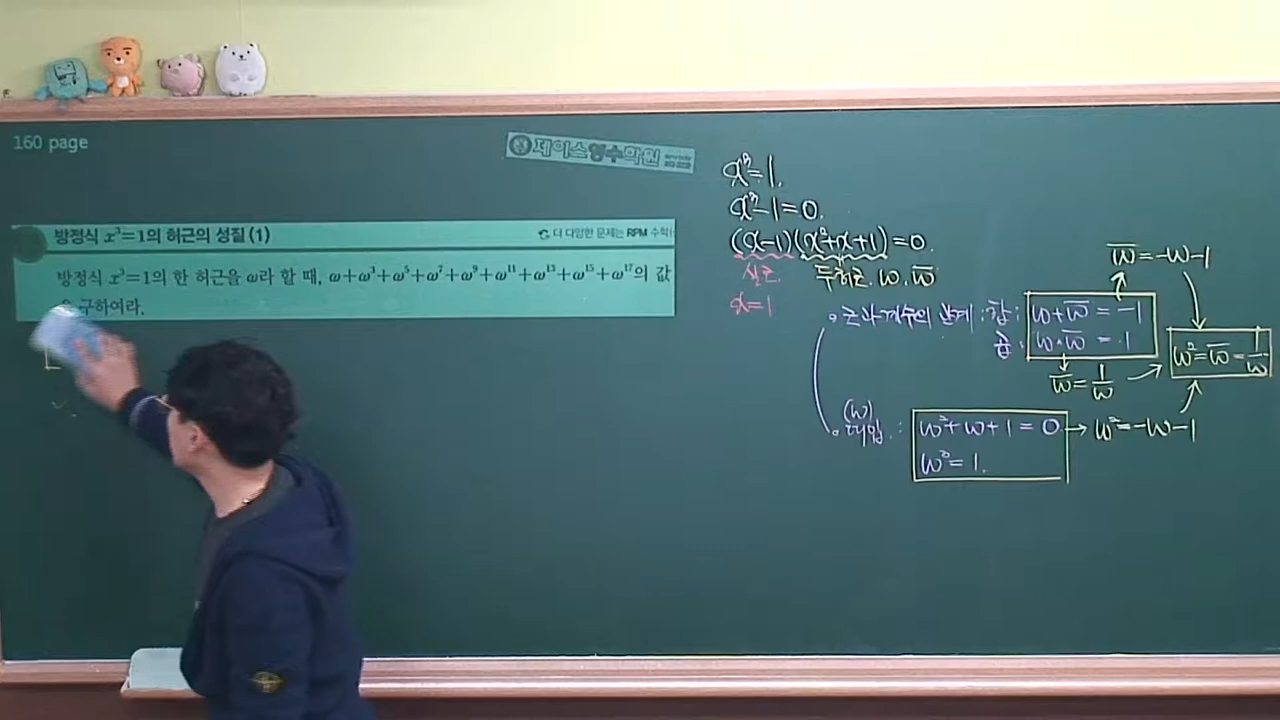 160 page
제이스영수학원
방정식 x³=1의 허근의 성질(1)
더 다양한 문제는 RPM 수학(
방정식 x³=1의 한 허근을 ω라 할 때, ω+ω³+ω⁵+ω⁷+ω⁹+ω¹¹+ω¹³+ω¹⁵+ω¹⁷의 값
구하여라.
x³=1.
x³-1=0.
(x-1)(x²+x+1)=0.
실근. 두허근. ω. ω̅
x=1
근과계수의 관계 : 합 : ω+ω̅ = -1
곱 : ω·ω̅ = 1
ω̅=-ω-1
ω̅=1/ω
ω²=ω̅=1/ω
(ω)
대입 : ω²+ω+1=0 → ω²=-ω-1
ω³=1.